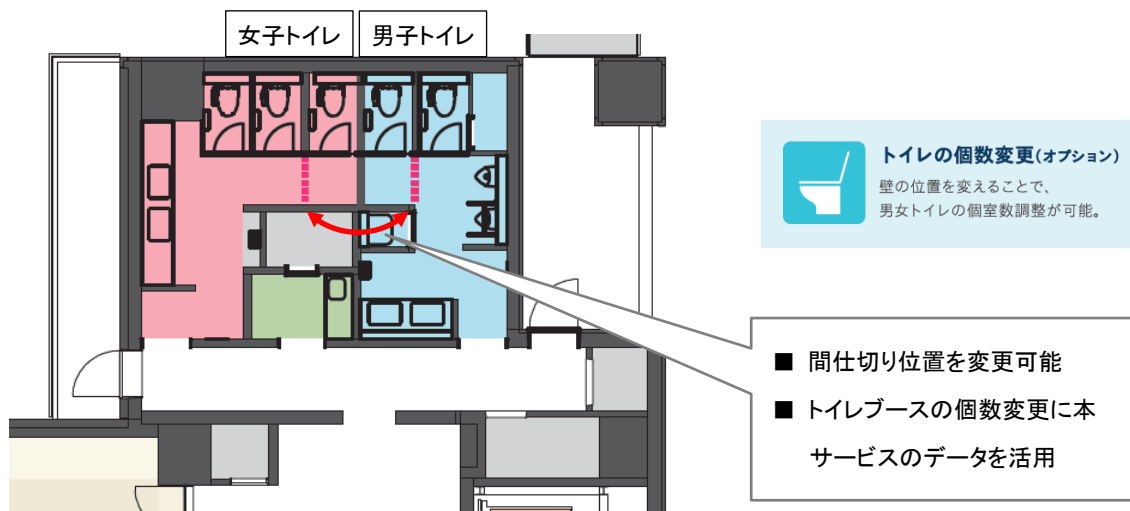 女子トイレ
男子トイレ
トイレの個数変更(オプション)
壁の位置を変えることで、
男女トイレの個室数調整が可能。
■ 間仕切り位置を変更可能
■ トイレブースの個数変更に本
サービスのデータを活用